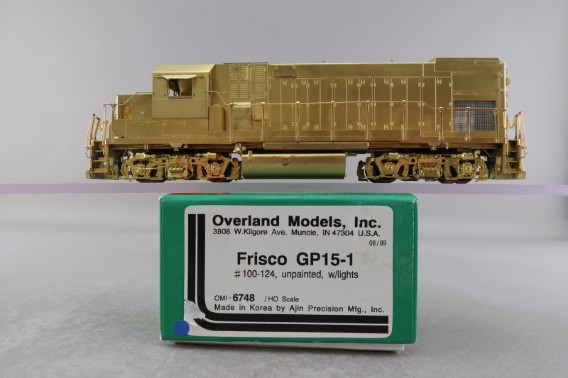 Overland Models, Inc.
3808 W.Kilgore Ave. Muncie, IN 47304 U.S.A.
08/99
Frisco GP15-1
#100-124, unpainted, w/lights
OMI-6748 /HO Scale
Made in Korea by Ajin Precision Mfg., Inc.